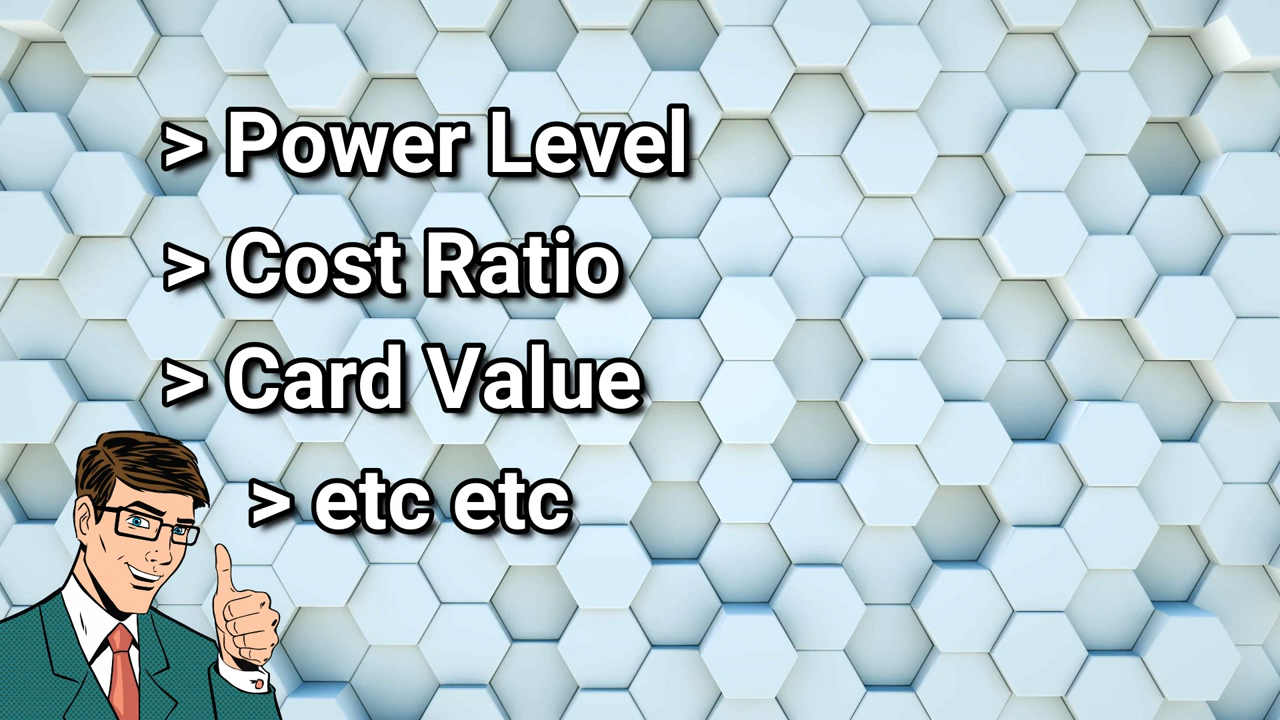 > Power Level
> Cost Ratio
> Card Value
> etc etc